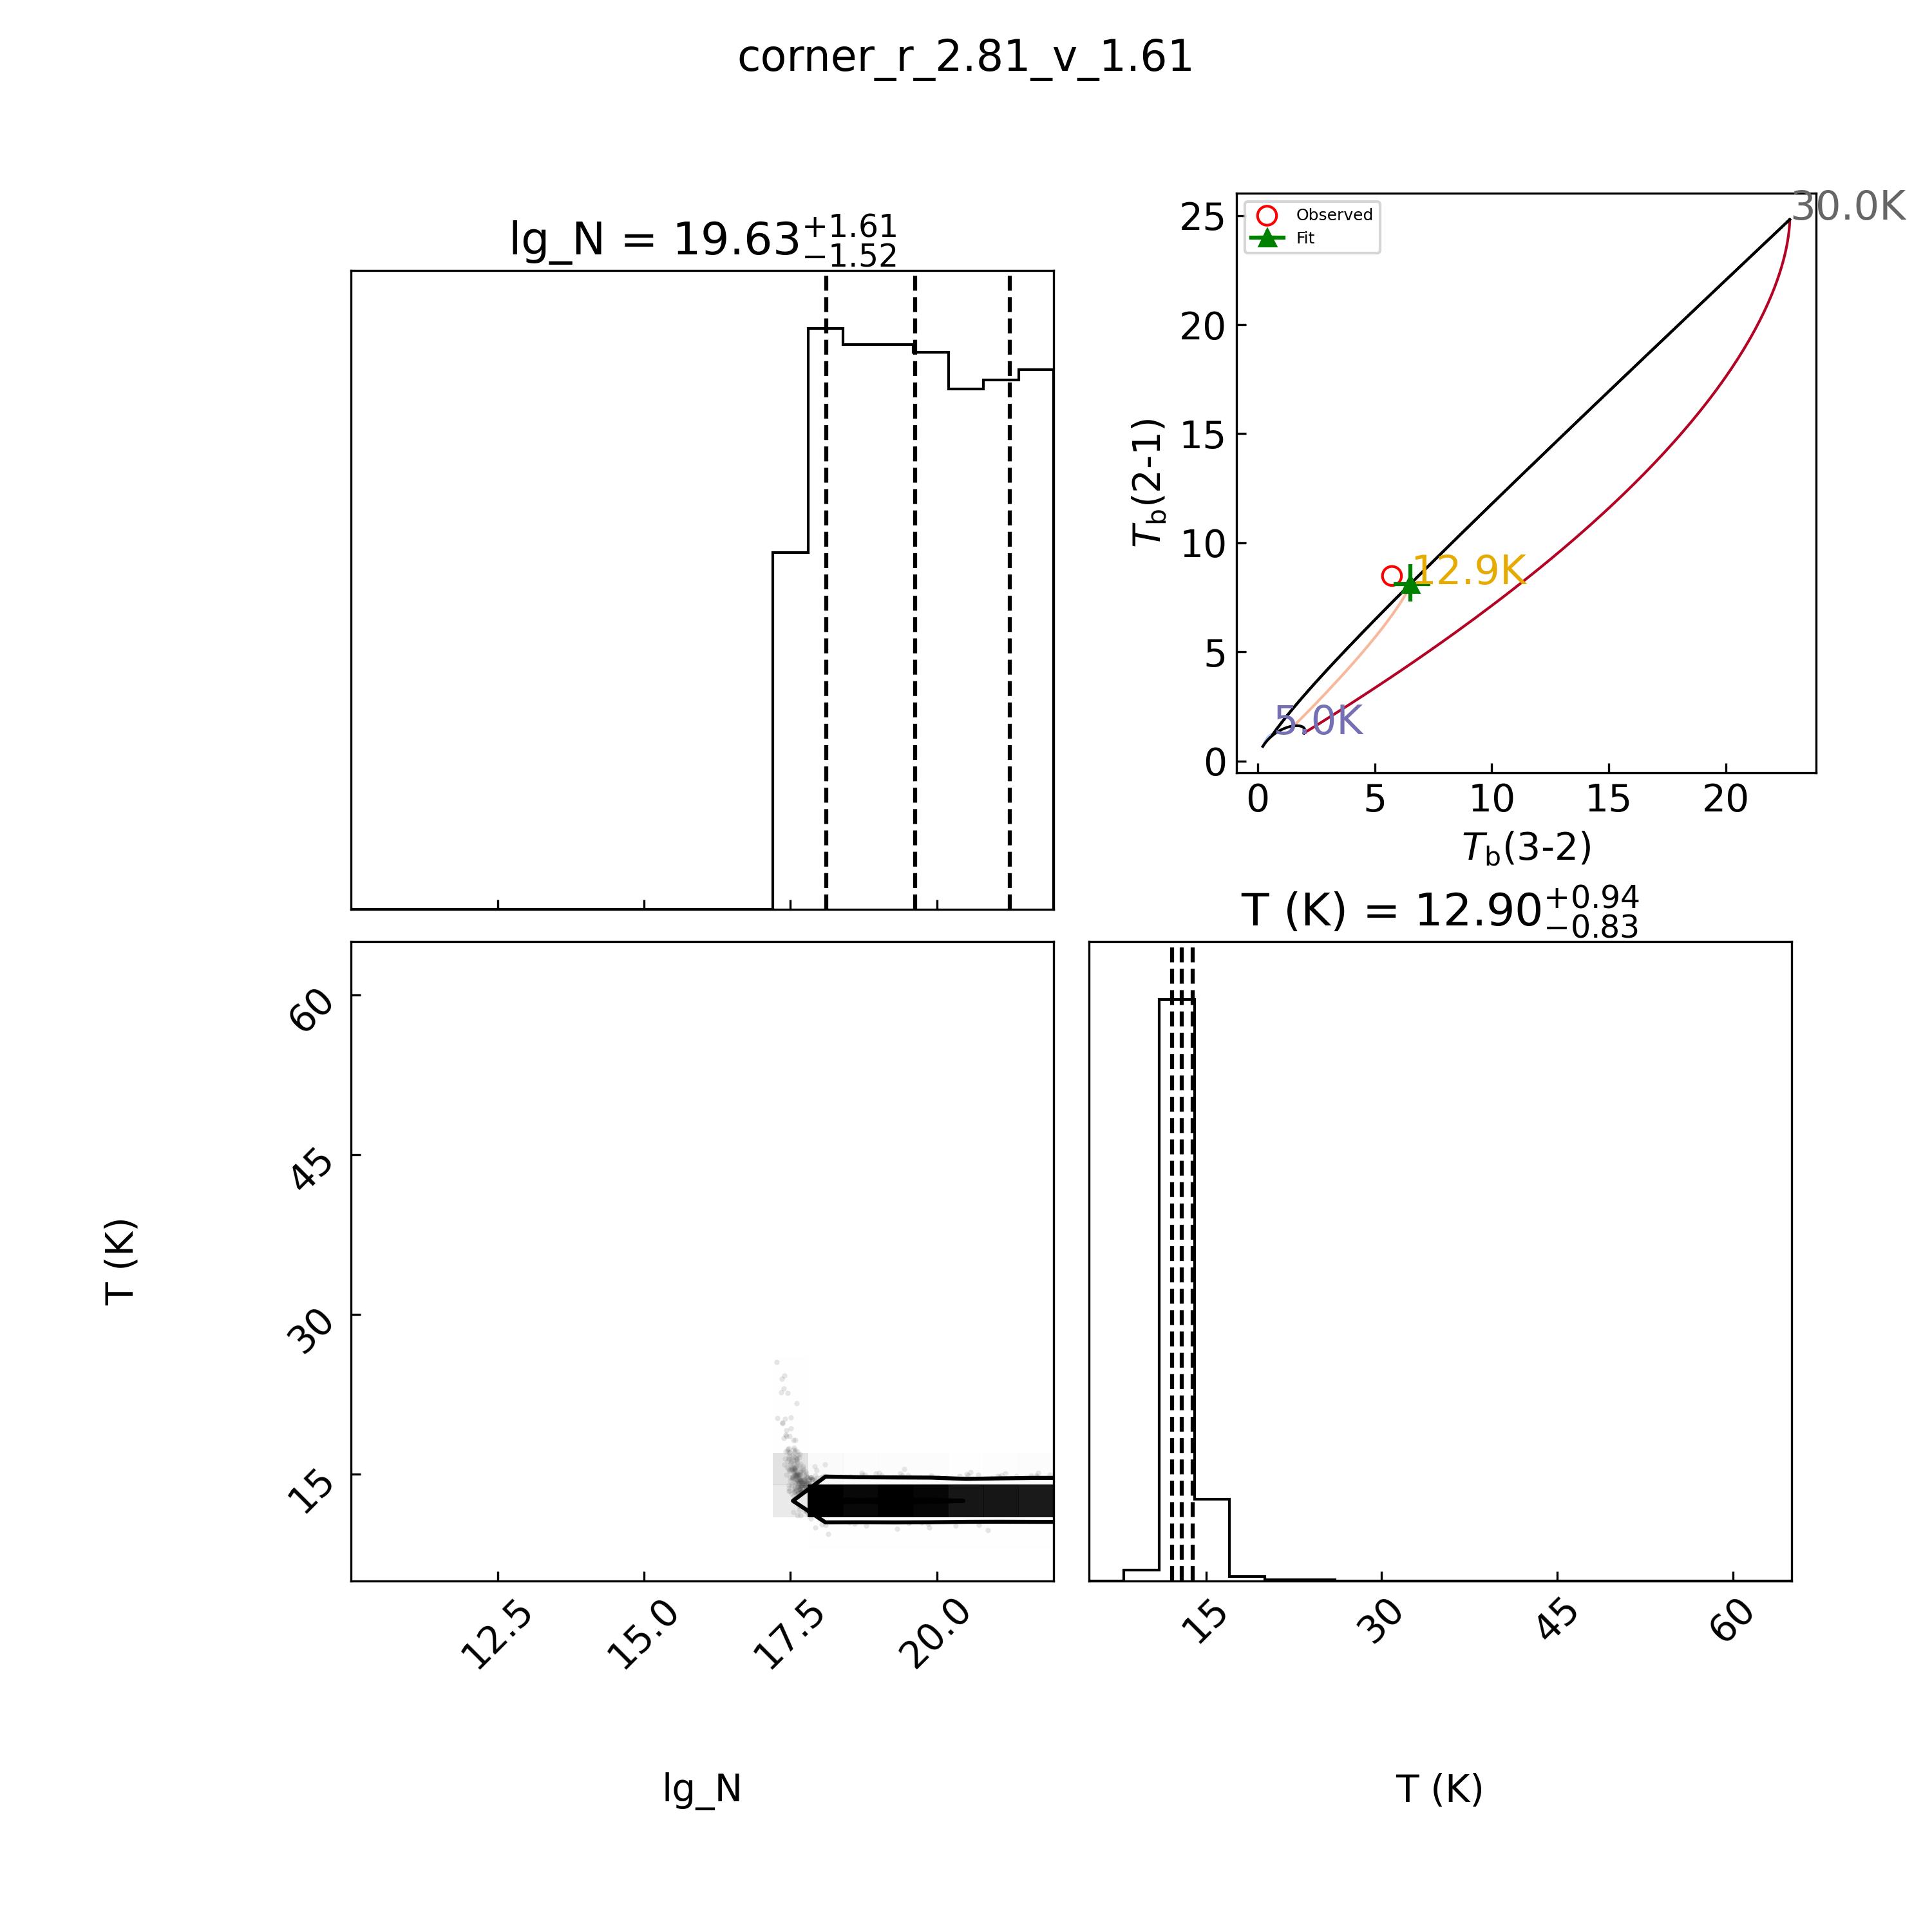 corner_r_2.81_v_1.61
lg_N = 19.63+1.61 −1.52
30.0K
25
20
15
10
5
0
Observed
Fit
Tb(2-1)
12.9K
5.0K
0 5 10 15 20
Tb(3-2)
T (K) = 12.90+0.94 −0.83
60
45
30
15
T (K)
12.5 15.0 17.5 20.0
15 30 45 60
lg_N
T (K)